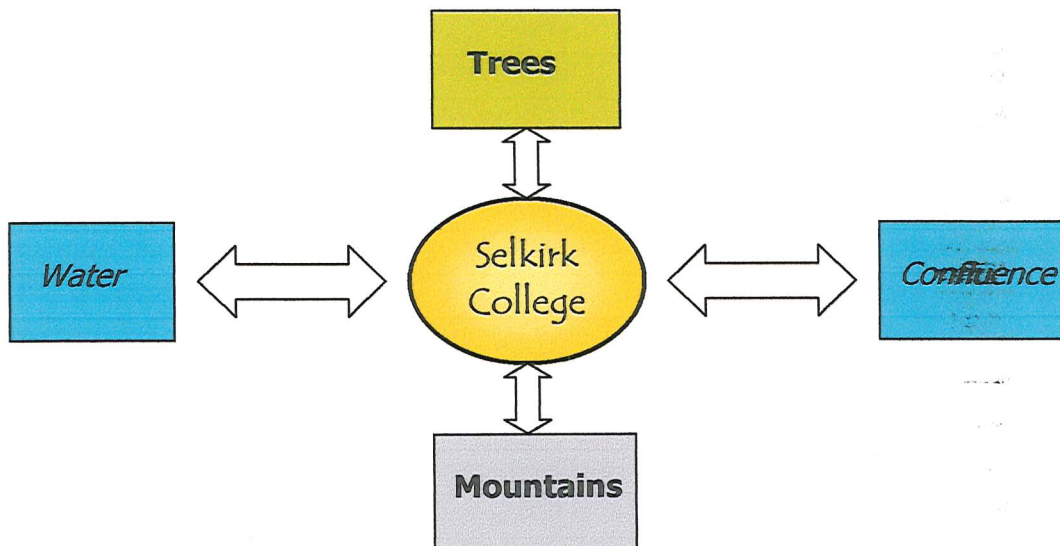 Trees
Water
Selkirk
College
Confluence
Mountains